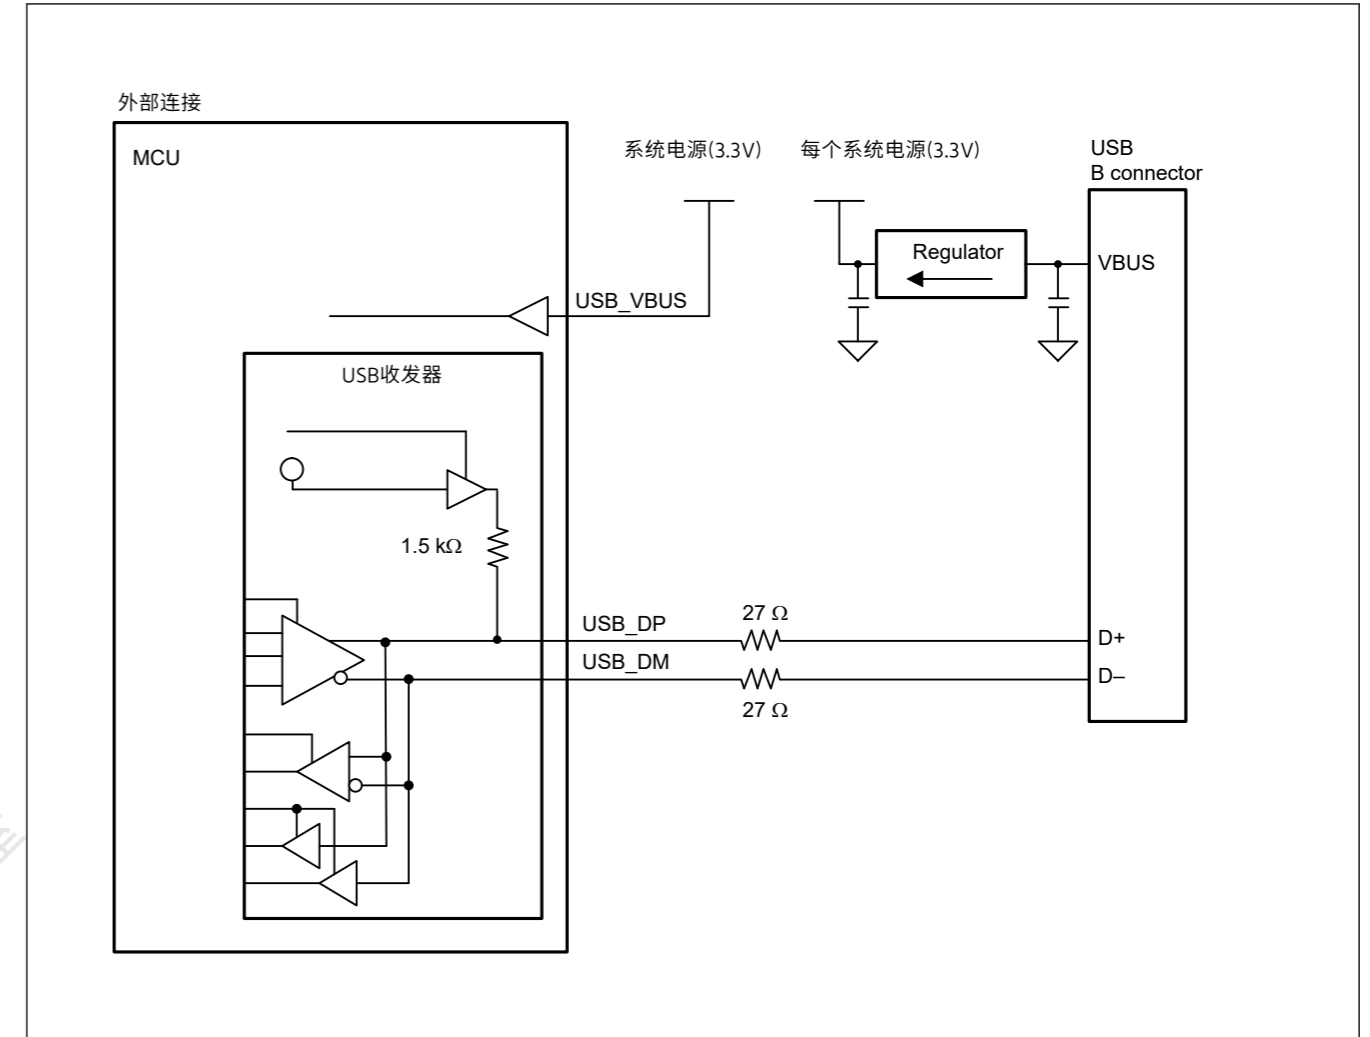 外部连接
MCU
系统电源(3.3V)
每个系统电源(3.3V)
USB
B connector
Regulator
VBUS
USB_VBUS
USB收发器
1.5 kΩ
USB_DP
27 Ω
D+
USB_DM
D–
27 Ω